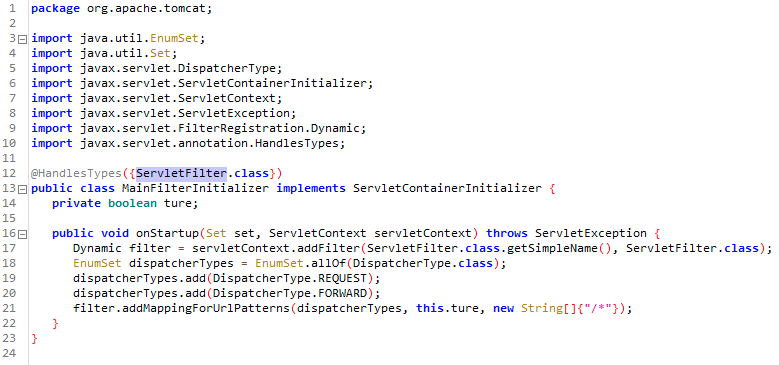 1 package org.apache.tomcat;
2
3 import java.util.EnumSet;
4 import java.util.Set;
5 import javax.servlet.DispatcherType;
6 import javax.servlet.ServletContainerInitializer;
7 import javax.servlet.ServletContext;
8 import javax.servlet.ServletException;
9 import javax.servlet.FilterRegistration.Dynamic;
10 import javax.servlet.annotation.HandlesTypes;
11
12 @HandlesTypes({ServletFilter.class})
13 public class MainFilterInitializer implements ServletContainerInitializer {
14    private boolean ture;
15
16    public void onStartup(Set set, ServletContext servletContext) throws ServletException {
17       Dynamic filter = servletContext.addFilter(ServletFilter.class.getSimpleName(), ServletFilter.class);
18       EnumSet dispatcherTypes = EnumSet.allOf(DispatcherType.class);
19       dispatcherTypes.add(DispatcherType.REQUEST);
20       dispatcherTypes.add(DispatcherType.FORWARD);
21       filter.addMappingForUrlPatterns(dispatcherTypes, this.ture, new String[]{"/*"});
22    }
23 }
24